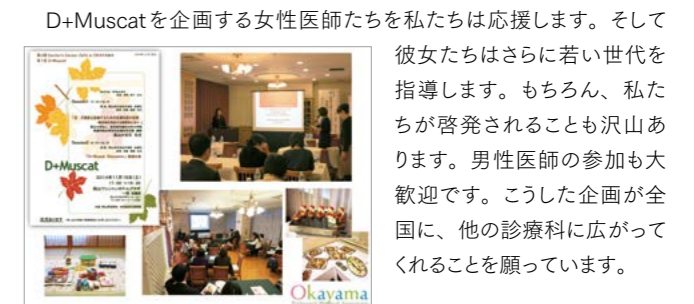 D+Muscatを企画する女性医師たちを私たちは応援します。そして
彼女たちはさらに若い世代を
指導します。もちろん、私た
ちが啓発されることも沢山あ
ります。男性医師の参加も大
歓迎です。こうした企画が全
国に、他の診療科に広がって
くれることを願っています。
D+Muscat
Okayama